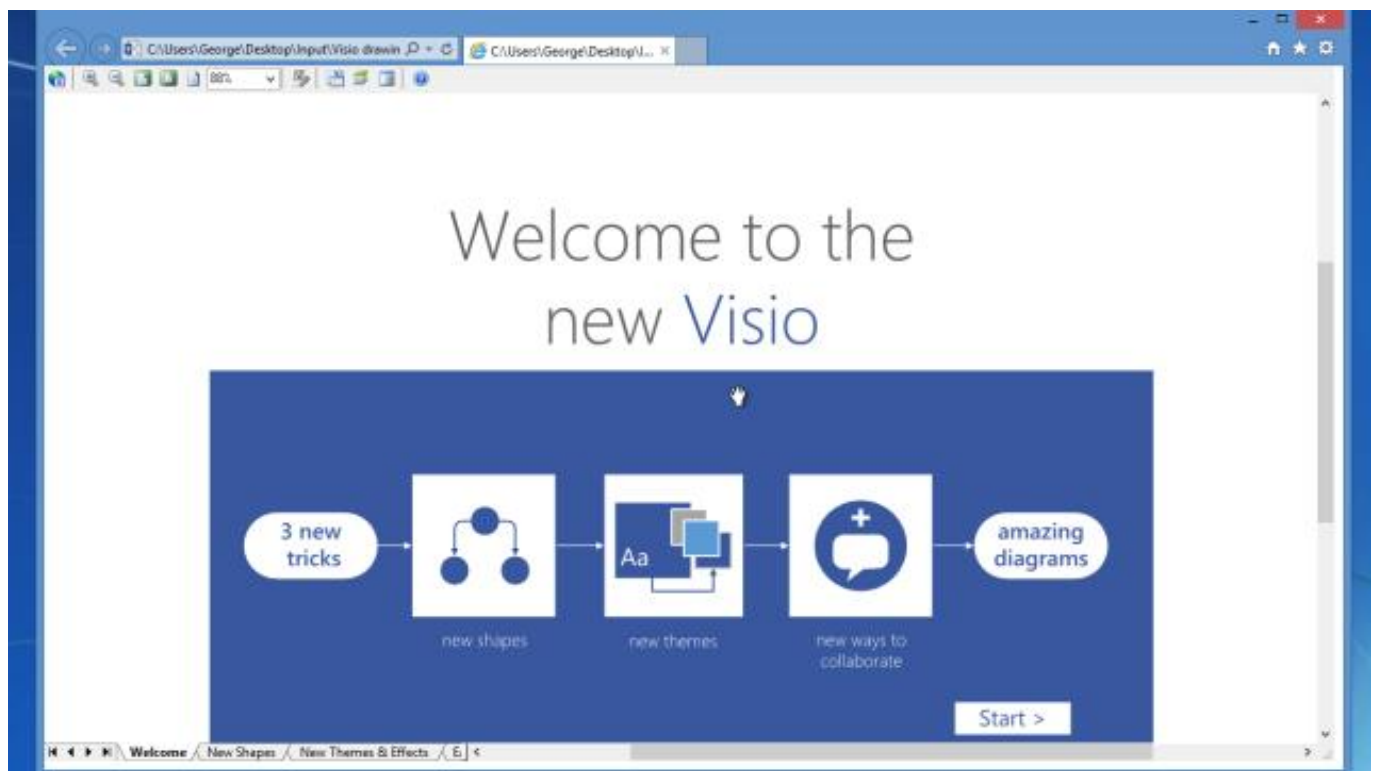 C:\Users\George\Desktop\Input\Visio drawin
C:\Users\George\Desktop\I...
88%
Welcome to the
new Visio
3 new
tricks
Aa
amazing
diagrams
new shapes
new themes
new ways to
collaborate
Start >
Welcome
New Shapes
New Themes & Effects